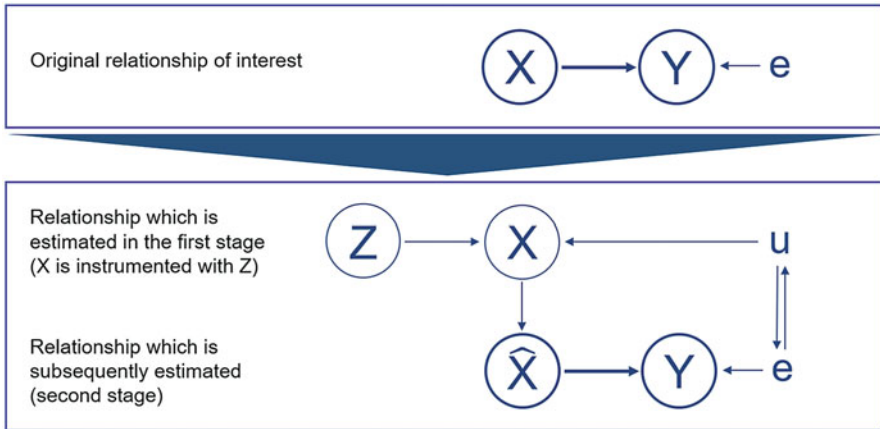 Original relationship of interest
X Y e
Relationship which is
estimated in the first stage
(X is instrumented with Z)
Z X u
Relationship which is
subsequently estimated
(second stage)
X̂ Y e